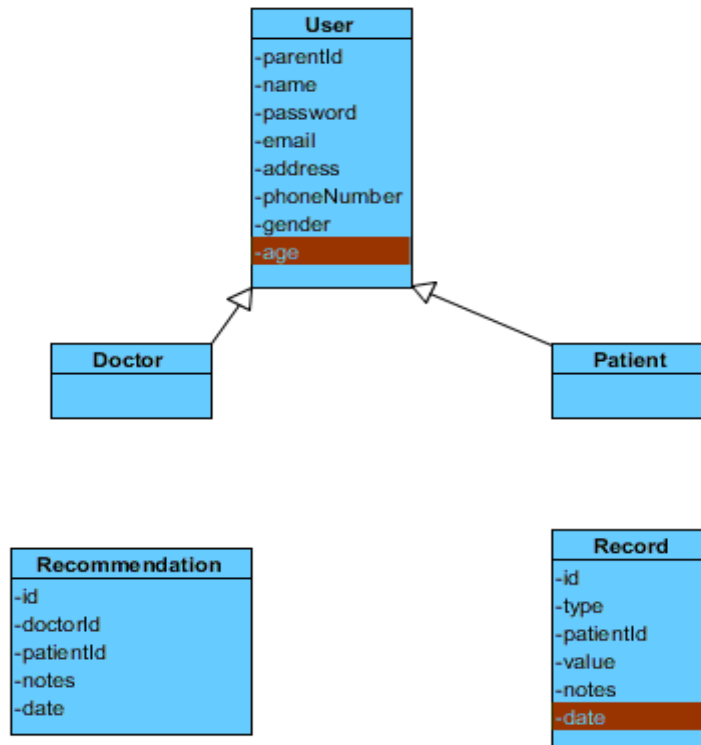 User
-parentId
-name
-password
-email
-address
-phoneNumber
-gender
-age
Doctor
Patient
Recommendation
-id
-doctorId
-patientId
-notes
-date
Record
-id
-type
-patientId
-value
-notes
-date